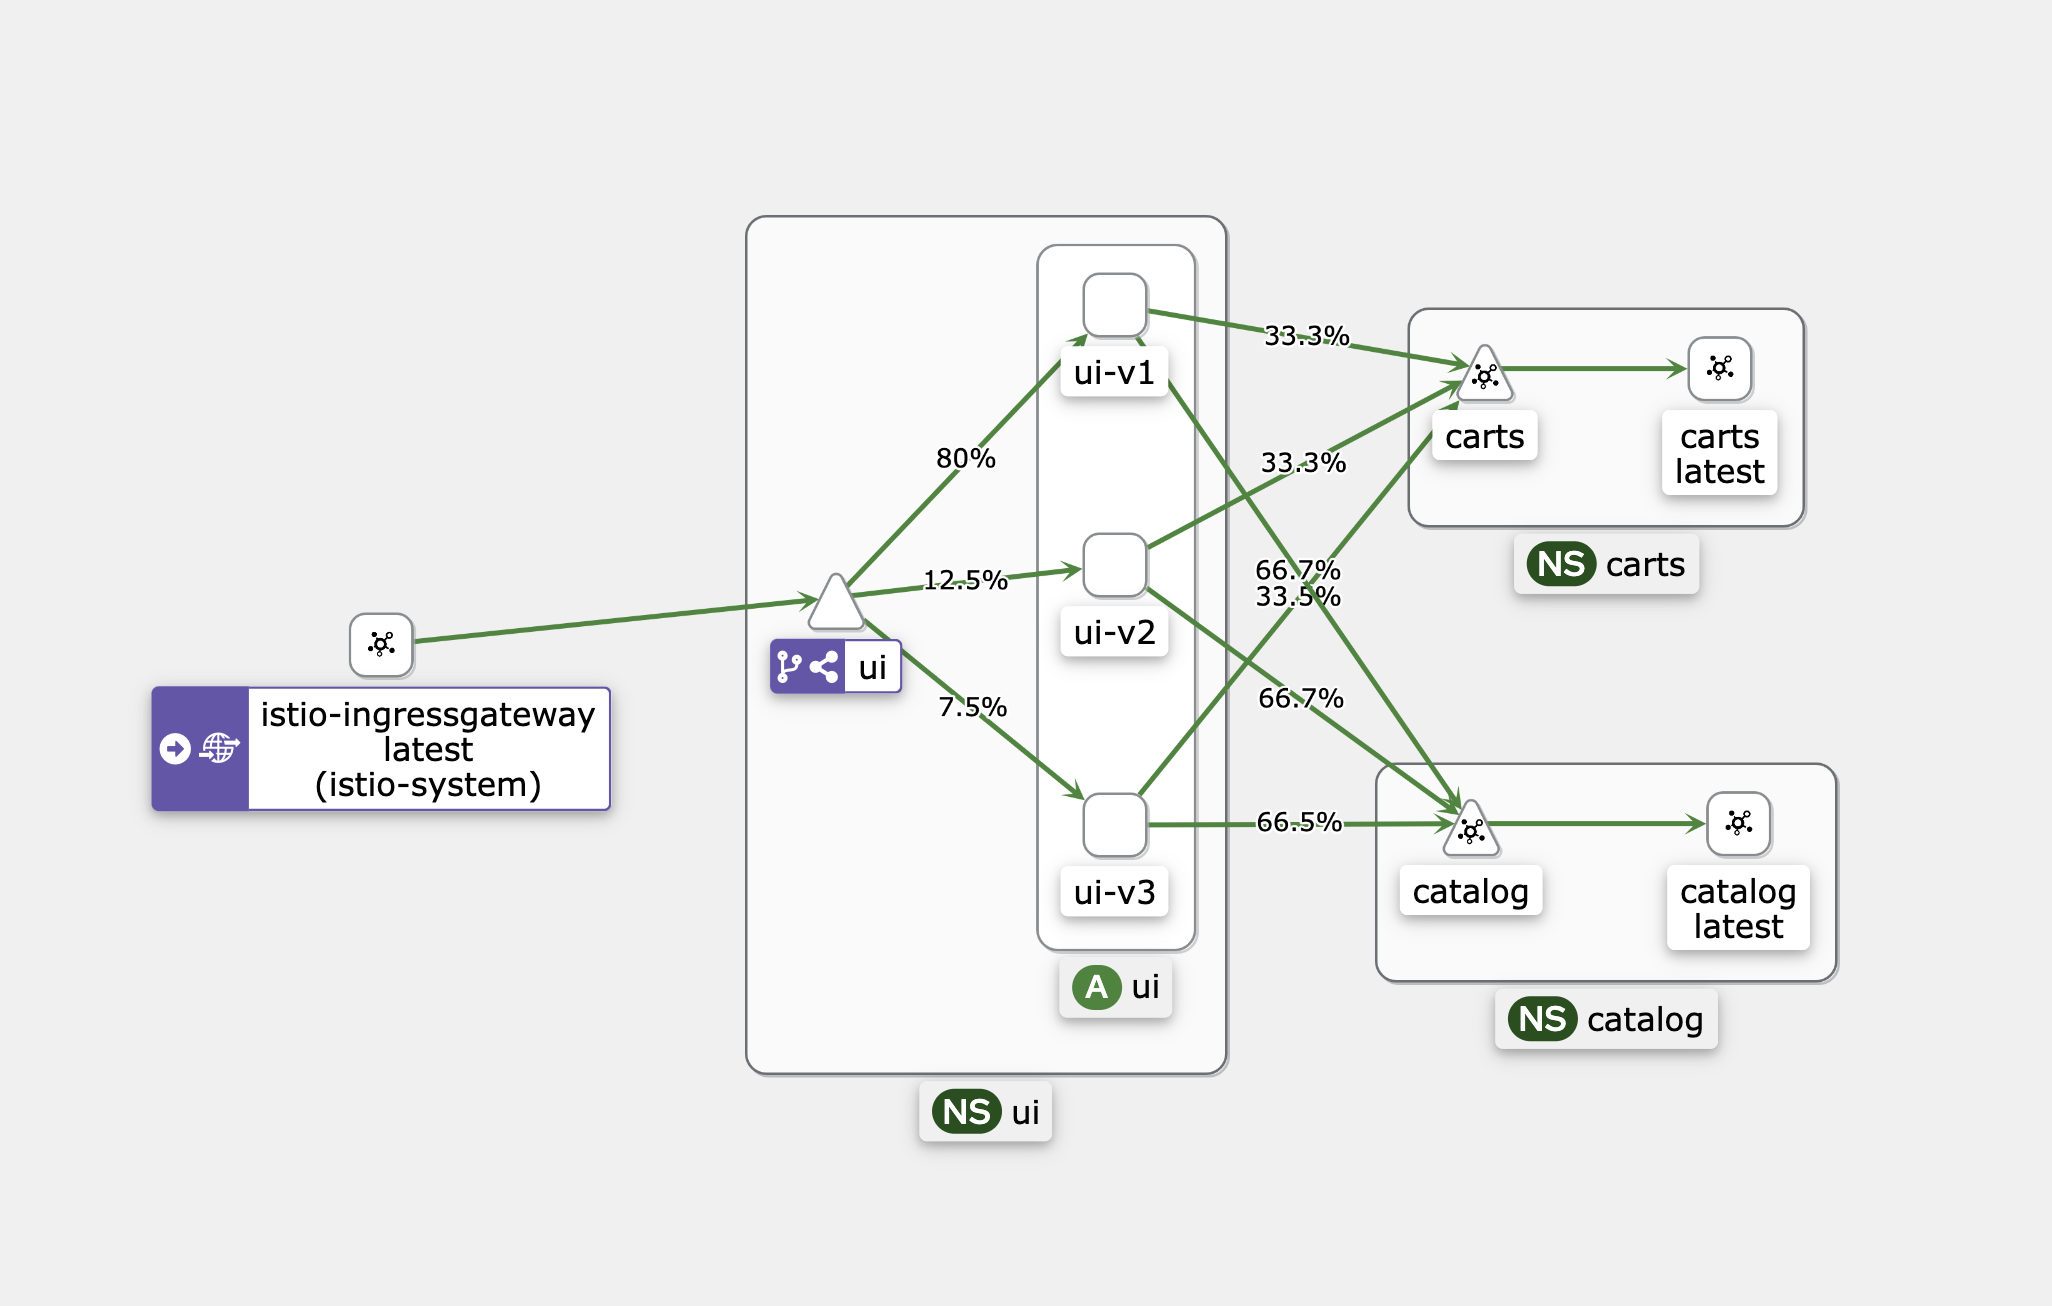 ui-v1
33.3%
carts
carts
latest
80%
33.3%
12.5%
66.7%
33.5%
NS carts
ui-v2
ui
istio-ingressgateway
latest
(istio-system)
7.5%
66.7%
66.5%
ui-v3
catalog
catalog
latest
A ui
NS catalog
NS ui